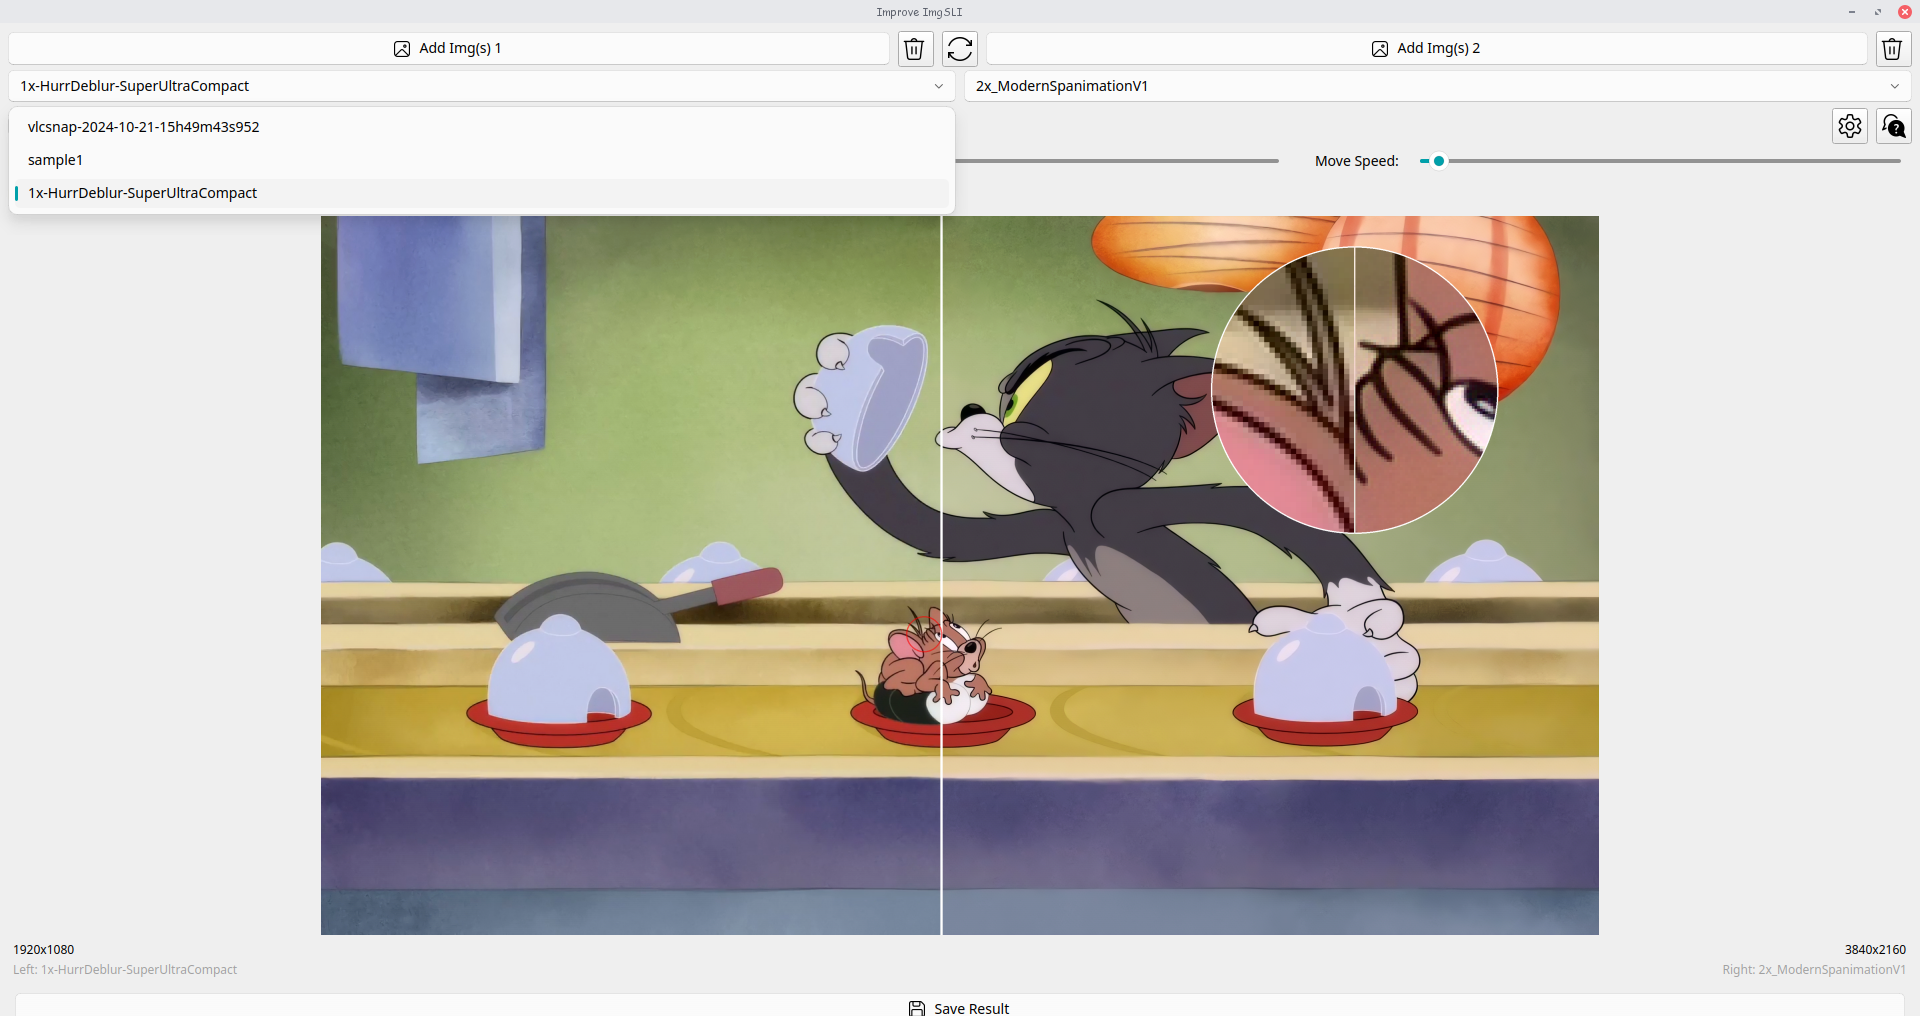 Improve ImgSLI
Add Img(s) 1
Add Img(s) 2
1x-HurrDeblur-SuperUltraCompact
2x_ModernSpanimationV1
vlcsnap-2024-10-21-15h49m43s952
sample1
1x-HurrDeblur-SuperUltraCompact
Move Speed:
1920x1080
3840x2160
Left: 1x-HurrDeblur-SuperUltraCompact
Right: 2x_ModernSpanimationV1
Save Result